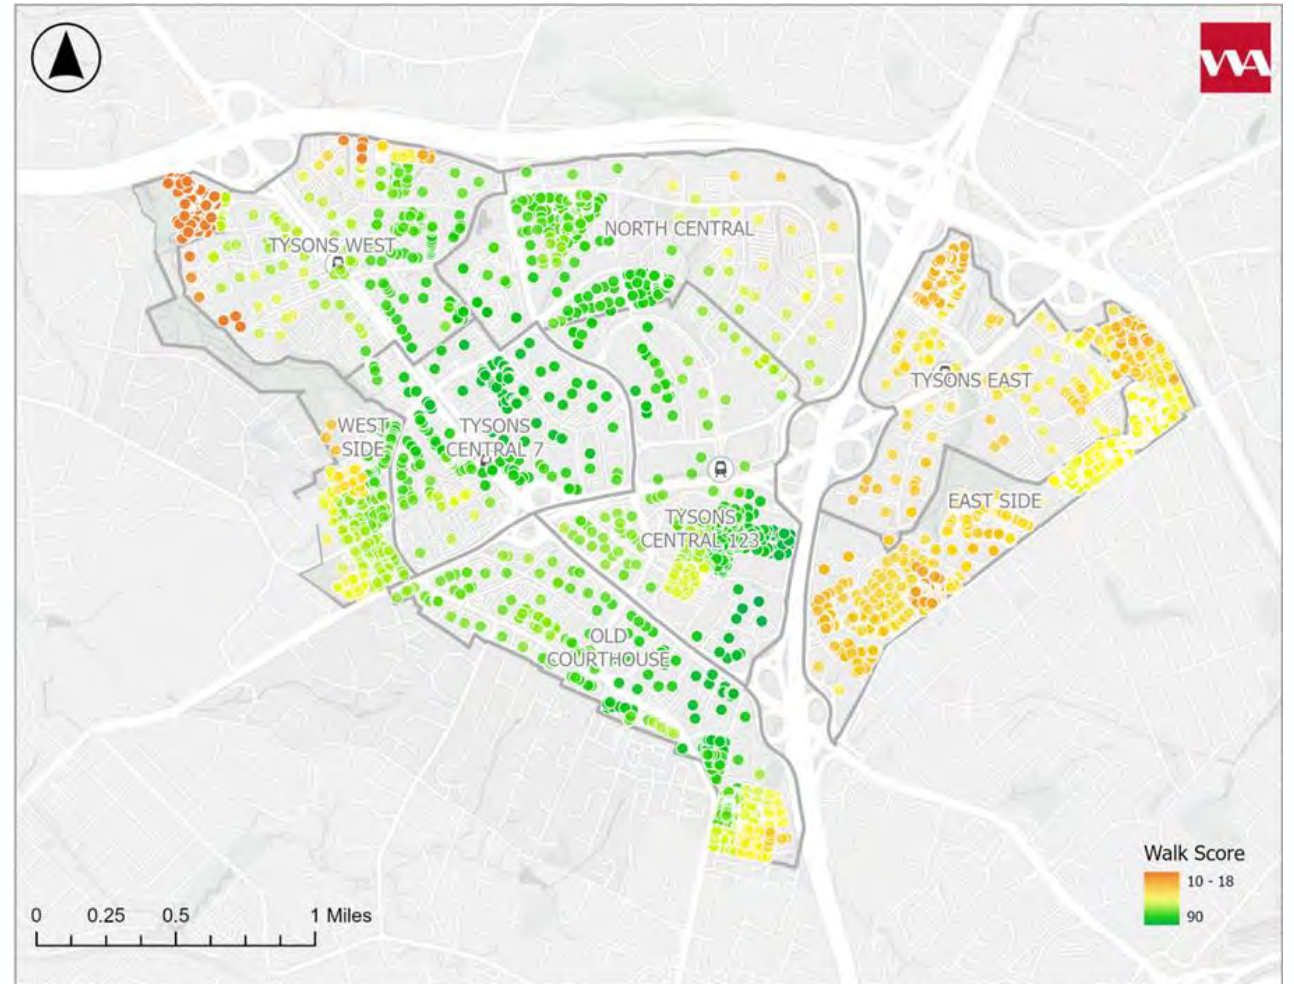 WA
NORTH CENTRAL
TYSONS WEST
TYSONS EAST
WEST
SIDE
TYSONS
CENTRAL 7
EAST SIDE
TYSONS
CENTRAL 123
OLD
COURTHOUSE
Walk Score
10 - 18
90
0 0.25 0.5 1 Miles